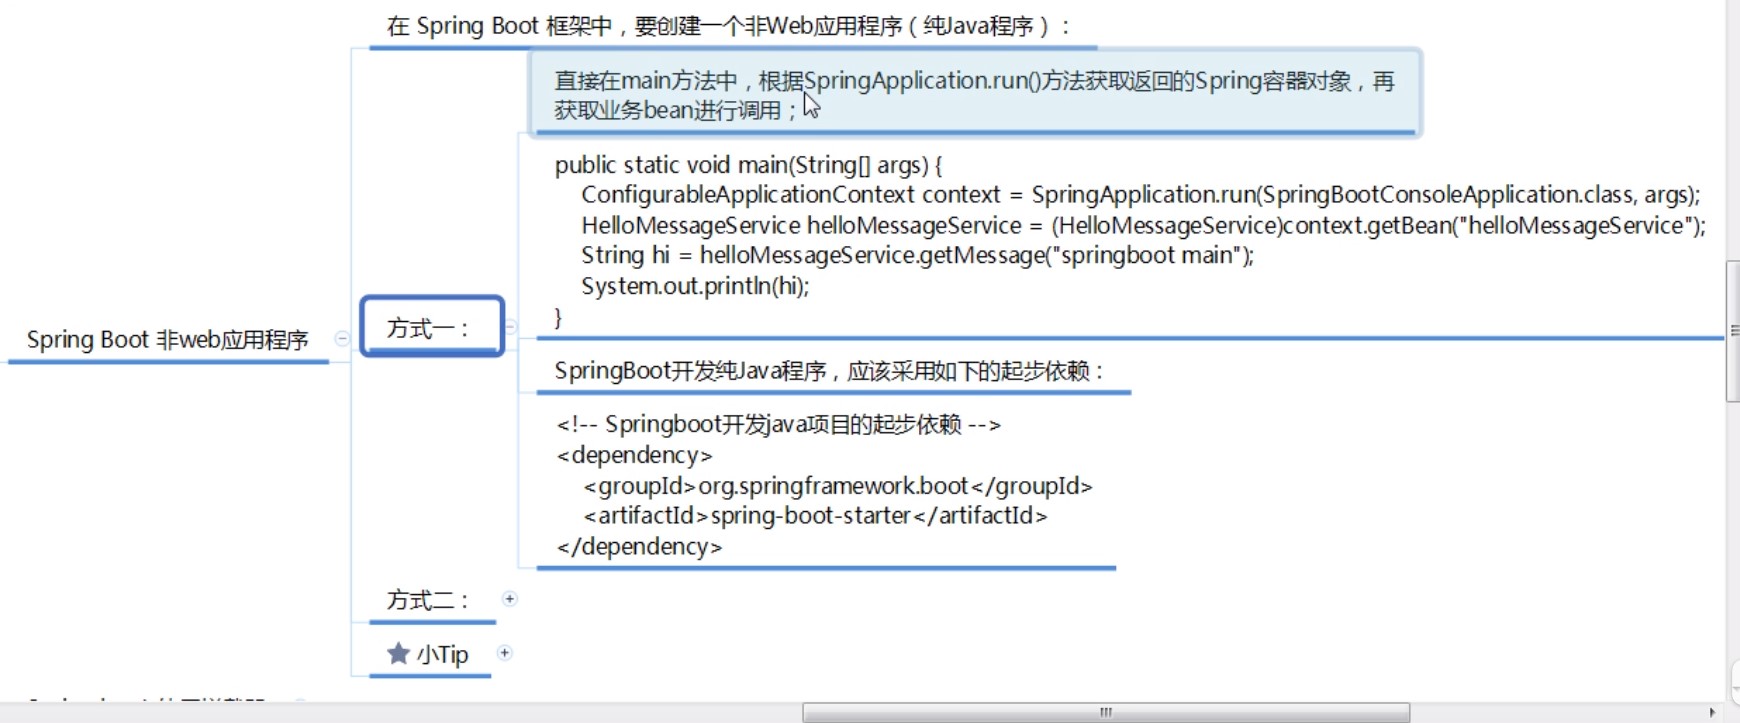 在 Spring Boot 框架中，要创建一个非Web应用程序（纯Java程序）：
直接在main方法中，根据SpringApplication.run()方法获取返回的Spring容器对象，再
获取业务bean进行调用；
public static void main(String[] args) {
ConfigurableApplicationContext context = SpringApplication.run(SpringBootConsoleApplication.class, args);
HelloMessageService helloMessageService = (HelloMessageService)context.getBean("helloMessageService");
String hi = helloMessageService.getMessage("springboot main");
System.out.println(hi);
}
Spring Boot 非web应用程序
方式一：
SpringBoot开发纯Java程序，应该采用如下的起步依赖：
<!-- Springboot开发java项目的起步依赖 -->
<dependency>
<groupId>org.springframework.boot</groupId>
<artifactId>spring-boot-starter</artifactId>
</dependency>
方式二：
小Tip